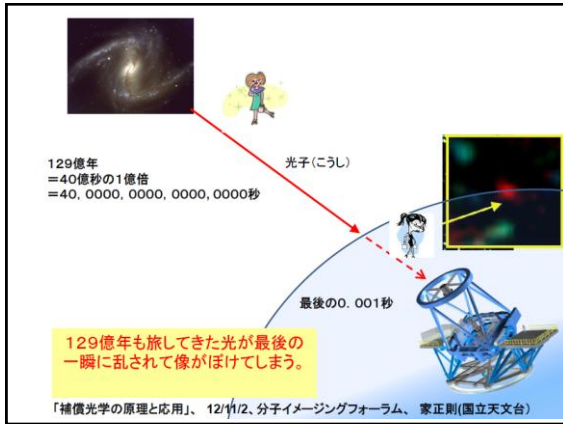 光子(こうし)
129億年
=40億秒の1億倍
=40,0000,0000,0000,0000秒
最後の0.001秒
129億年も旅してきた光が最後の
一瞬に乱されて像がぼけてしまう。
「補償光学の原理と応用」、 12/11/2、分子イメージングフォーラム、 家正則(国立天文台)